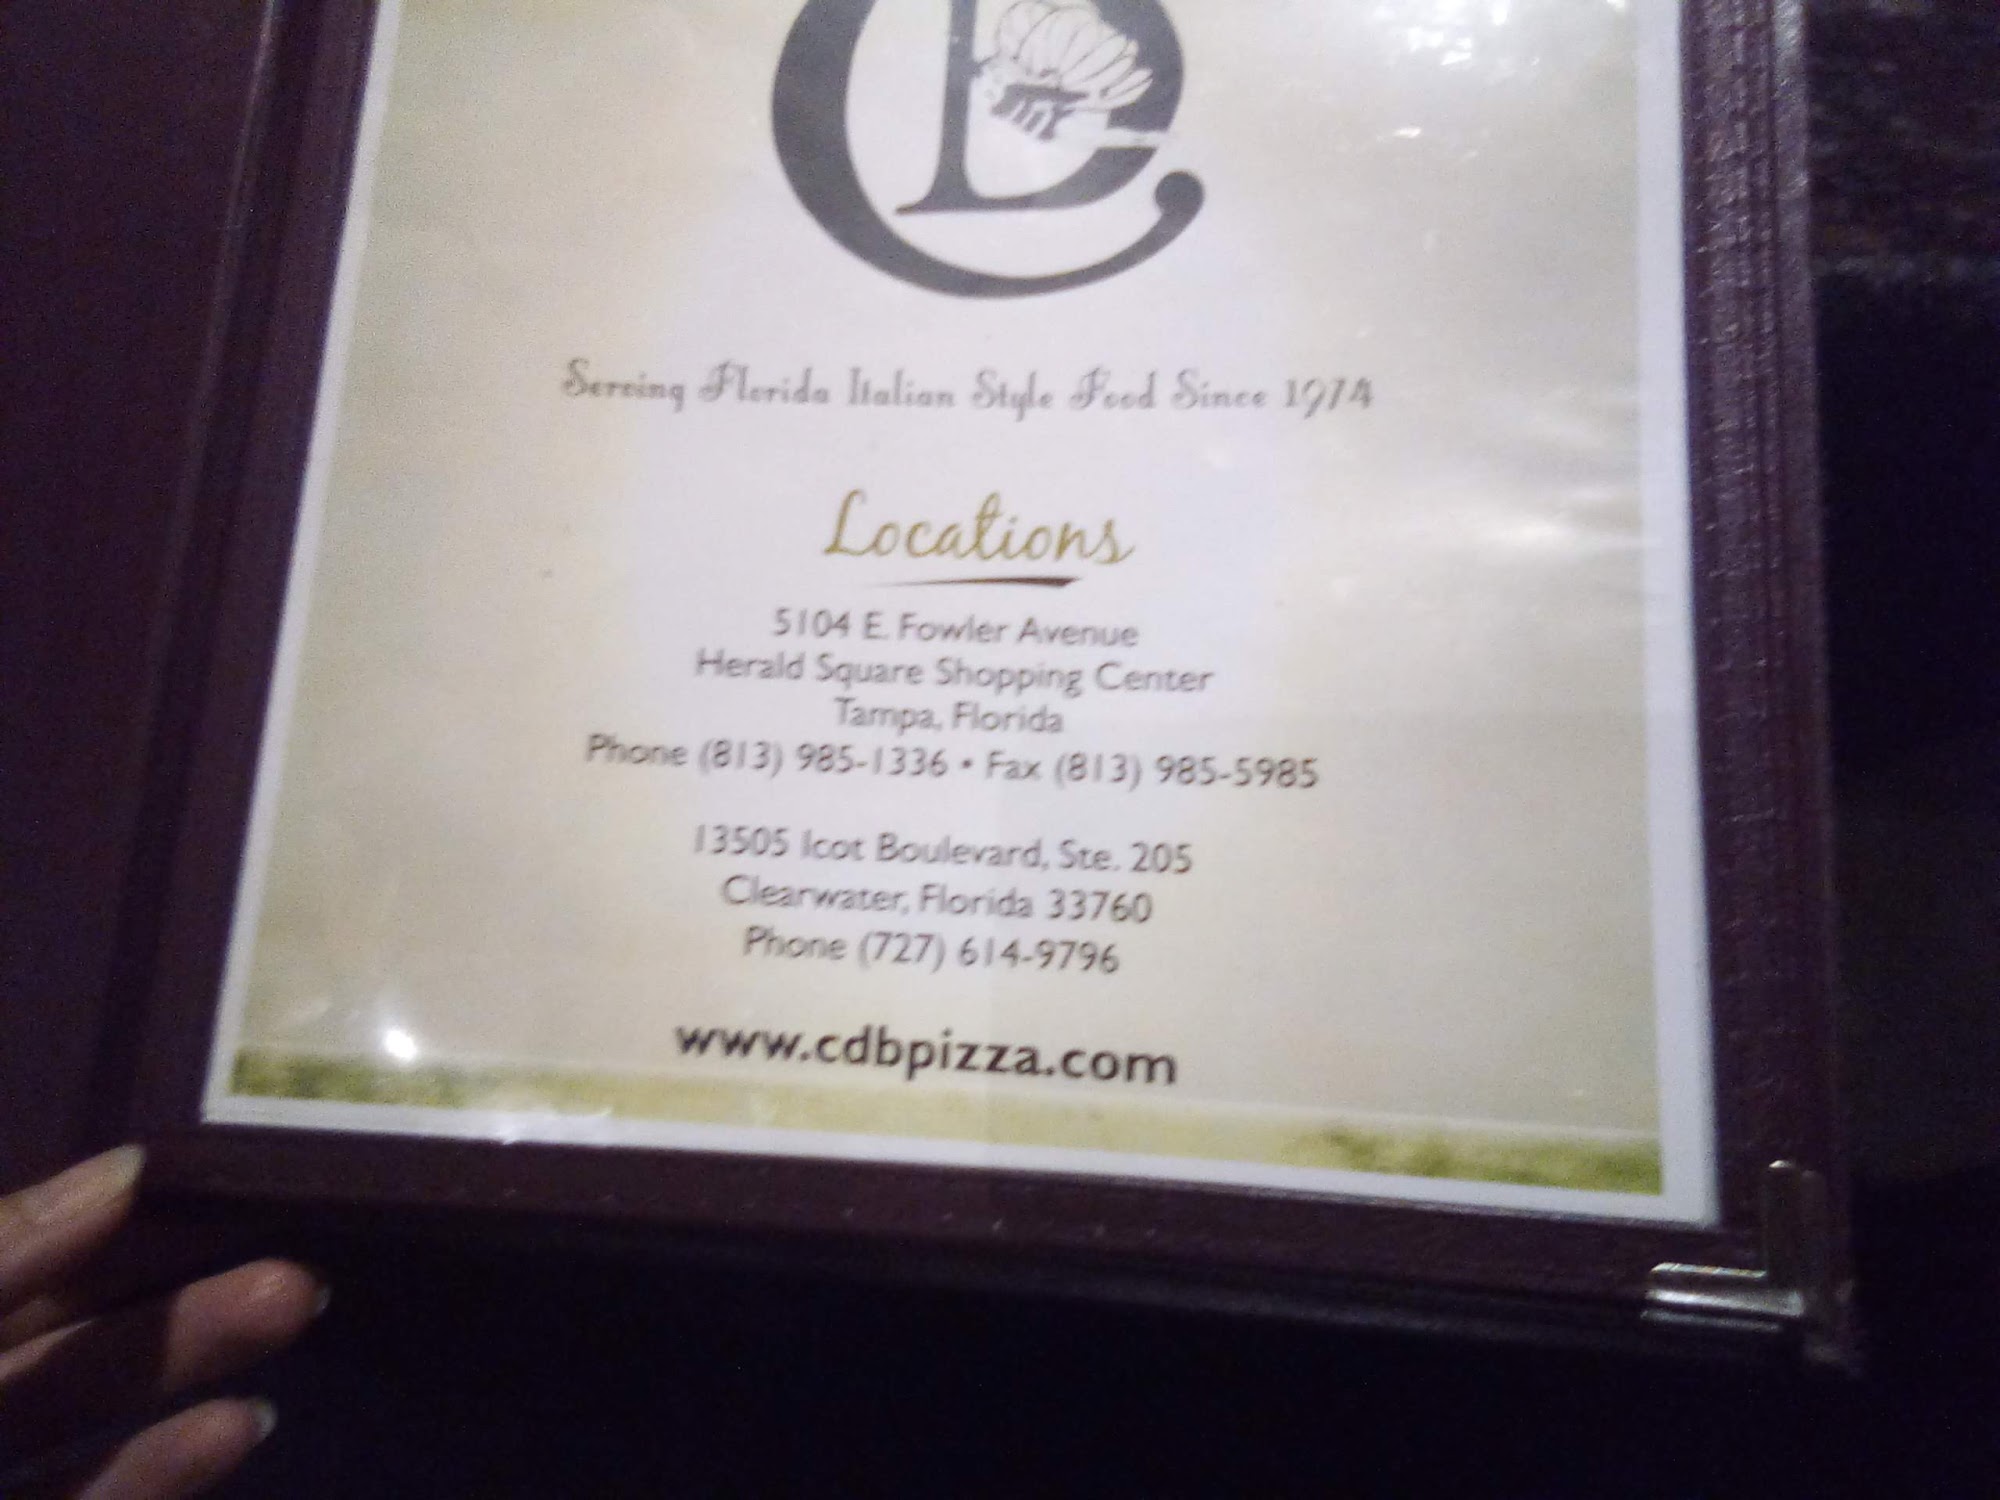 Serving Florida Italian Style Food Since 1974
Locations
5104 E. Fowler Avenue
Herald Square Shopping Center
Tampa, Florida
Phone (813) 985-1336 • Fax (813) 985-5985
13505 Icot Boulevard, Ste. 205
Clearwater, Florida 33760
Phone (727) 614-9796
www.cdbpizza.com